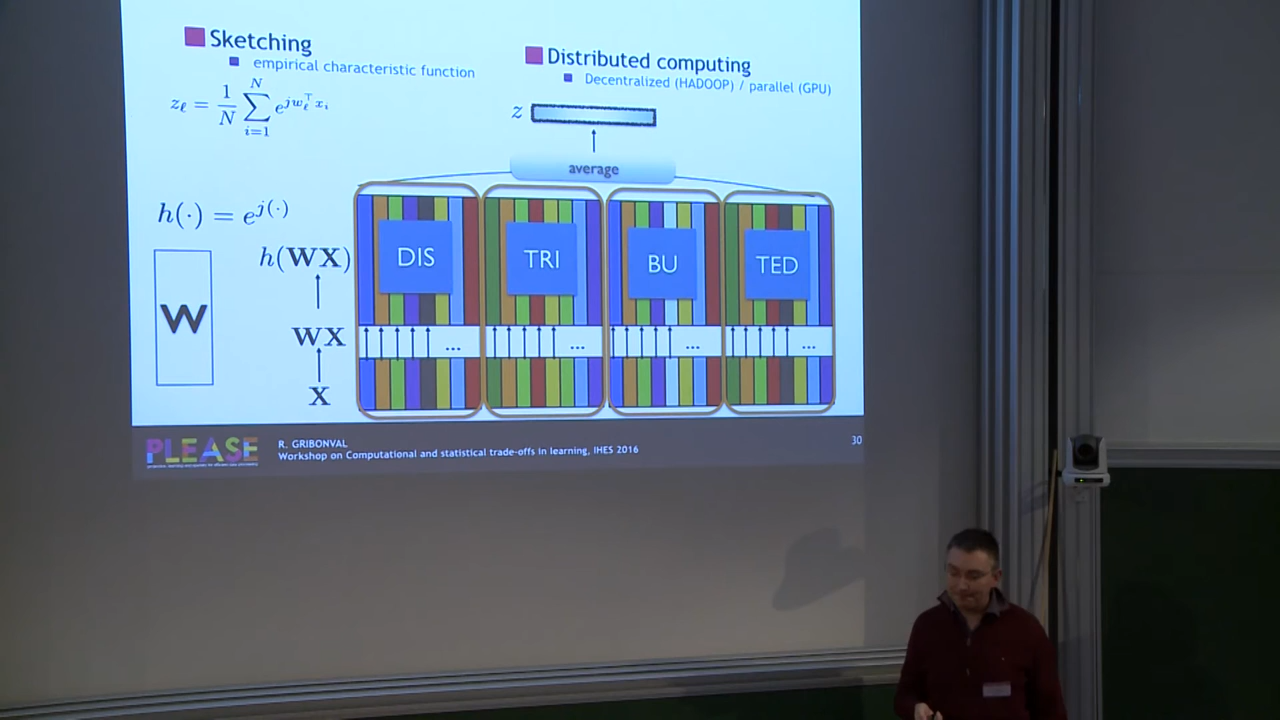 Sketching
empirical characteristic function
z_ℓ = 1/N ∑_{i=1}^{N} e^{jw_ℓ^⊤ x_i}
Distributed computing
Decentralized (HADOOP) / parallel (GPU)
z
average
h(·) = e^{j(·)}
W
h(WX)
WX
X
DIS
TRI
BU
TED
...
...
...
...
PLEASE
R. GRIBONVAL
Workshop on Computational and statistical trade-offs in learning, IHES 2016
30